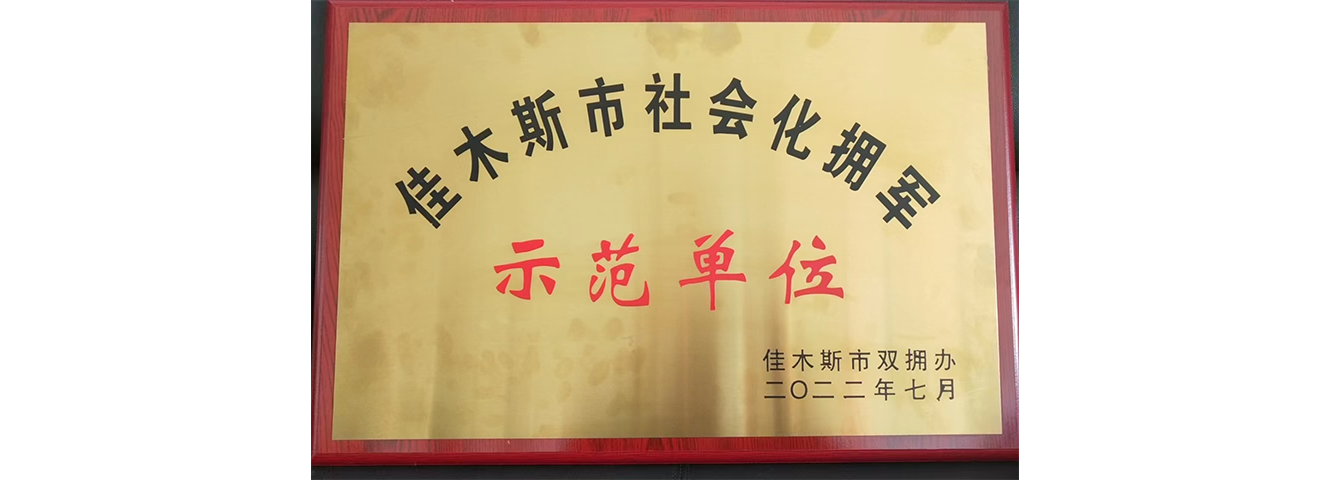 佳木斯市社会化拥军
示范单位
佳木斯市双拥办
二〇二二年七月